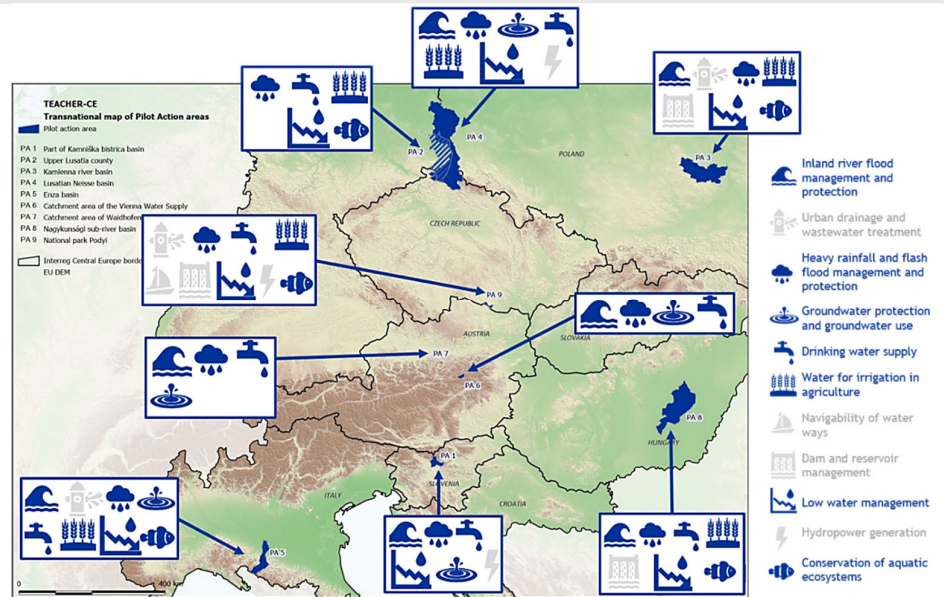 TEACHER-CE
Transnational map of Pilot Action areas
Pilot action area
PA 1 Part of Kamniška bistrica basin
PA 2 Upper Lusatia county
PA 3 Kamienna river basin
PA 4 Lusatian Neisse basin
PA 5 Enza basin
PA 6 Catchment area of the Vienna Water Supply
PA 7 Catchment area of Waidhofen
PA 8 Nagykunsági sub-river basin
PA 9 National park Podyi
Interreg Central Europe borde
EU DEM
PA 2
PA 4
POLAND
PA 3
CZECH REPUBLIC
PA 9
SLOVAKIA
AUSTRIA
PA 7
PA 6
PA 8
HUNGARY
PA 1
SLOVENIA
ITALY
CROATIA
PA 5
0
400 km
Inland river flood
management and
protection
Urban drainage and
wastewater treatment
Heavy rainfall and flash
flood management and
protection
Groundwater protection
and groundwater use
Drinking water supply
Water for irrigation in
agriculture
Navigability of water
ways
Dam and reservoir
management
Low water management
Hydropower generation
Conservation of aquatic
ecosystems